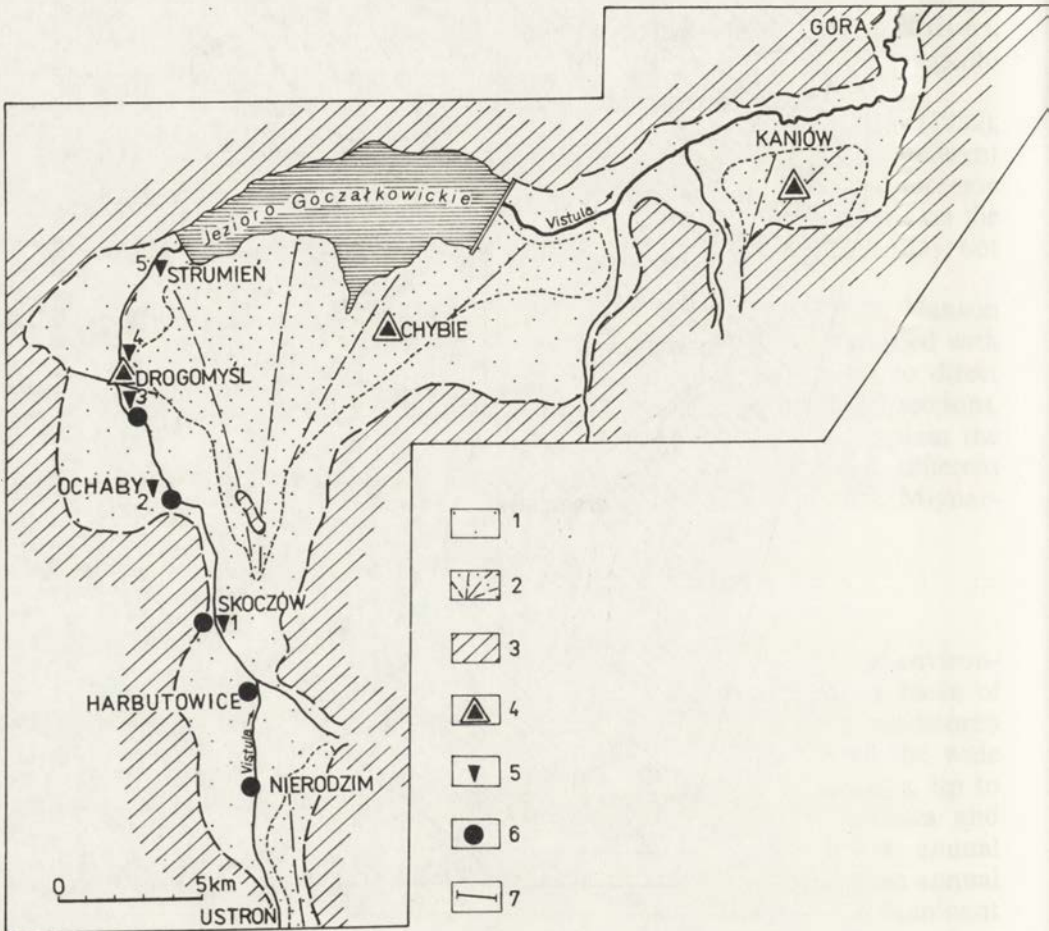 GÓRA
KANIÓW
Jezioro Goczałkowickie
Vistula
5
STRUMIEŃ
CHYBIE
4
DROGOMYŚL
3
OCHABY
2
1
2
SKOCZÓW
1
3
HARBUTOWICE
4
Vistula
5
NIERODZIM
6
0
5km
7
USTROŃ